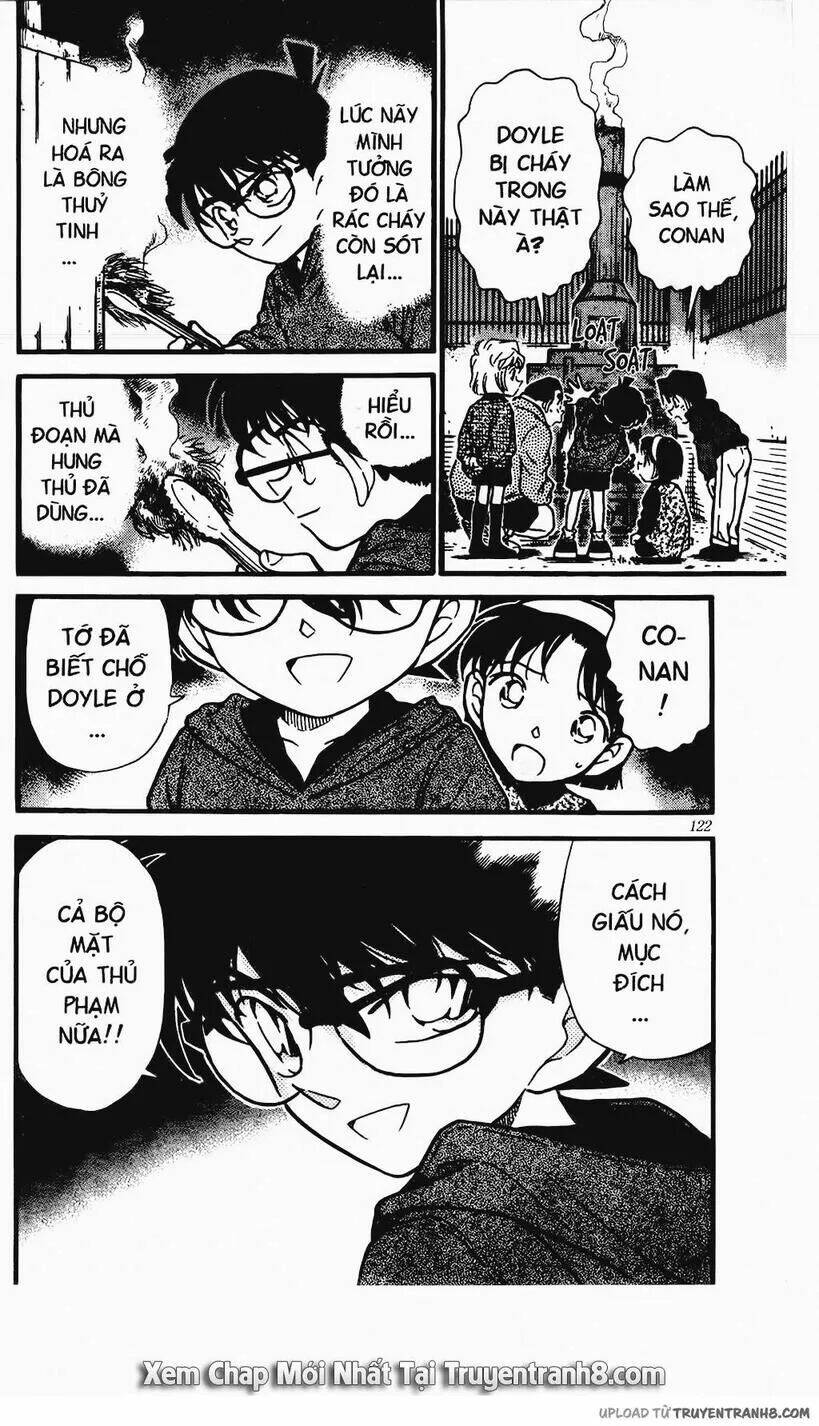 LÀM
SAO THẾ,
CONAN
DOYLE
BỊ CHÁY
TRONG
NÀY THẬT
À?
LOẠT
SOẠT
LÚC NÃY
MÌNH
TƯỞNG
ĐÓ LÀ
RÁC CHÁY
CÒN SÓT
LẠI...
NHƯNG
HOÁ RA
LÀ BÔNG
THUỶ
TINH
...
HIỂU
RỒI...
THỦ
ĐOẠN MÀ
HUNG
THỦ ĐÃ
DÙNG...
CO-
NAN
!
TỚ ĐÃ
BIẾT CHỖ
DOYLE Ở
...
122
CÁCH
GIẤU NÓ,
MỤC
ĐÍCH
...
CẢ BỘ
MẶT
CỦA THỦ
PHẠM
NỮA!!
Xem Chap Mới Nhất Tại Truyentranh8.com
UPLOAD TỪ TRUYENTRANH8.COM